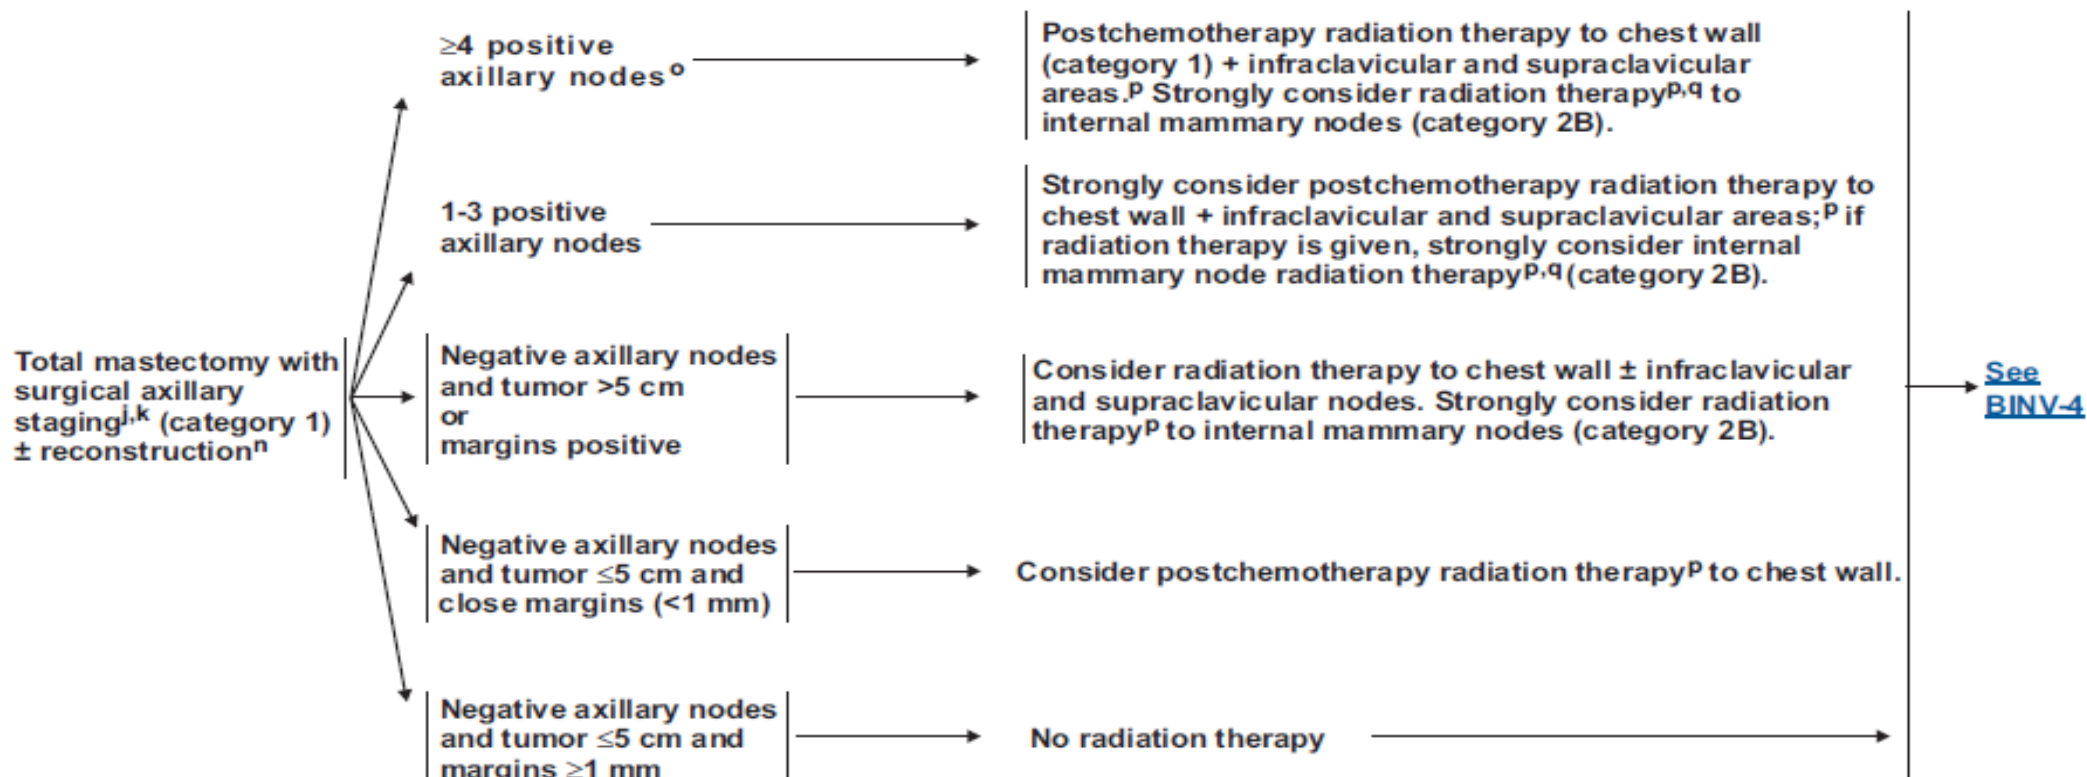 Total mastectomy with
surgical axillary
staging^j,k (category 1)
± reconstruction^n
≥4 positive
axillary nodes^o
Postchemotherapy radiation therapy to chest wall
(category 1) + infraclavicular and supraclavicular
areas.^p Strongly consider radiation therapy^p,q to
internal mammary nodes (category 2B).
1-3 positive
axillary nodes
Strongly consider postchemotherapy radiation therapy to
chest wall + infraclavicular and supraclavicular areas;^p if
radiation therapy is given, strongly consider internal
mammary node radiation therapy^p,q (category 2B).
Negative axillary nodes
and tumor >5 cm
or
margins positive
Consider radiation therapy to chest wall ± infraclavicular
and supraclavicular nodes. Strongly consider radiation
therapy^p to internal mammary nodes (category 2B).
Negative axillary nodes
and tumor ≤5 cm and
close margins (<1 mm)
Consider postchemotherapy radiation therapy^p to chest wall.
Negative axillary nodes
and tumor ≤5 cm and
margins ≥1 mm
No radiation therapy
See
BINV-4